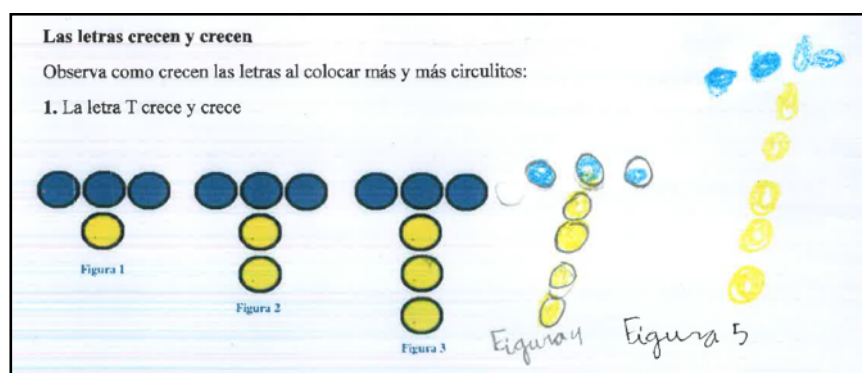 Las letras crecen y crecen
Observa como crecen las letras al colocar más y más circulitos:
1. La letra T crece y crece
Figura 1
Figura 2
Figura 3
Figura 4
Figura 5